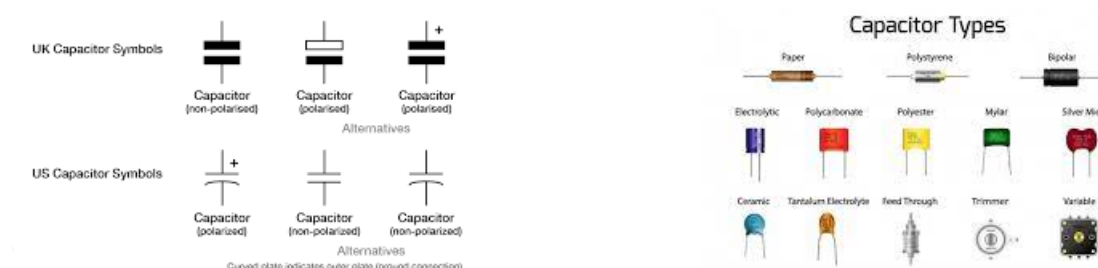 UK Capacitor Symbols
+
Capacitor
(non-polarised)
Capacitor
(polarised)
Capacitor
(polarised)
Alternatives
US Capacitor Symbols
+
Capacitor
(polarized)
Capacitor
(non-polarized)
Capacitor
(non-polarized)
Alternatives
Curved plate indicates outer plate (ground connection)
Capacitor Types
Paper
Polystyrene
Bipolar
Electrolytic
Polycarbonate
Polyester
Mylar
Silver Mic
Ceramic
Tantalum Electrolyte
Feed Through
Trimmer
Variable